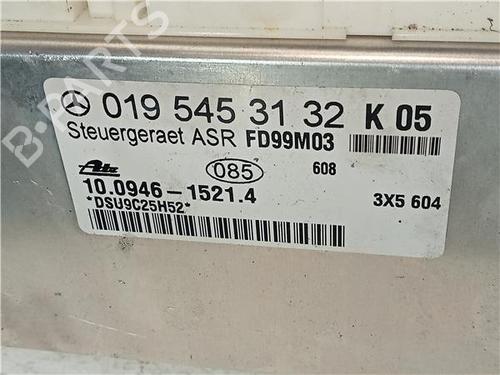 019 545 31 32 K 05
Steuergeraet ASR FD99M03
Ate 085 608
10.0946-1521.4 3X5 604
*DSU9C25H52*
B-PARTS